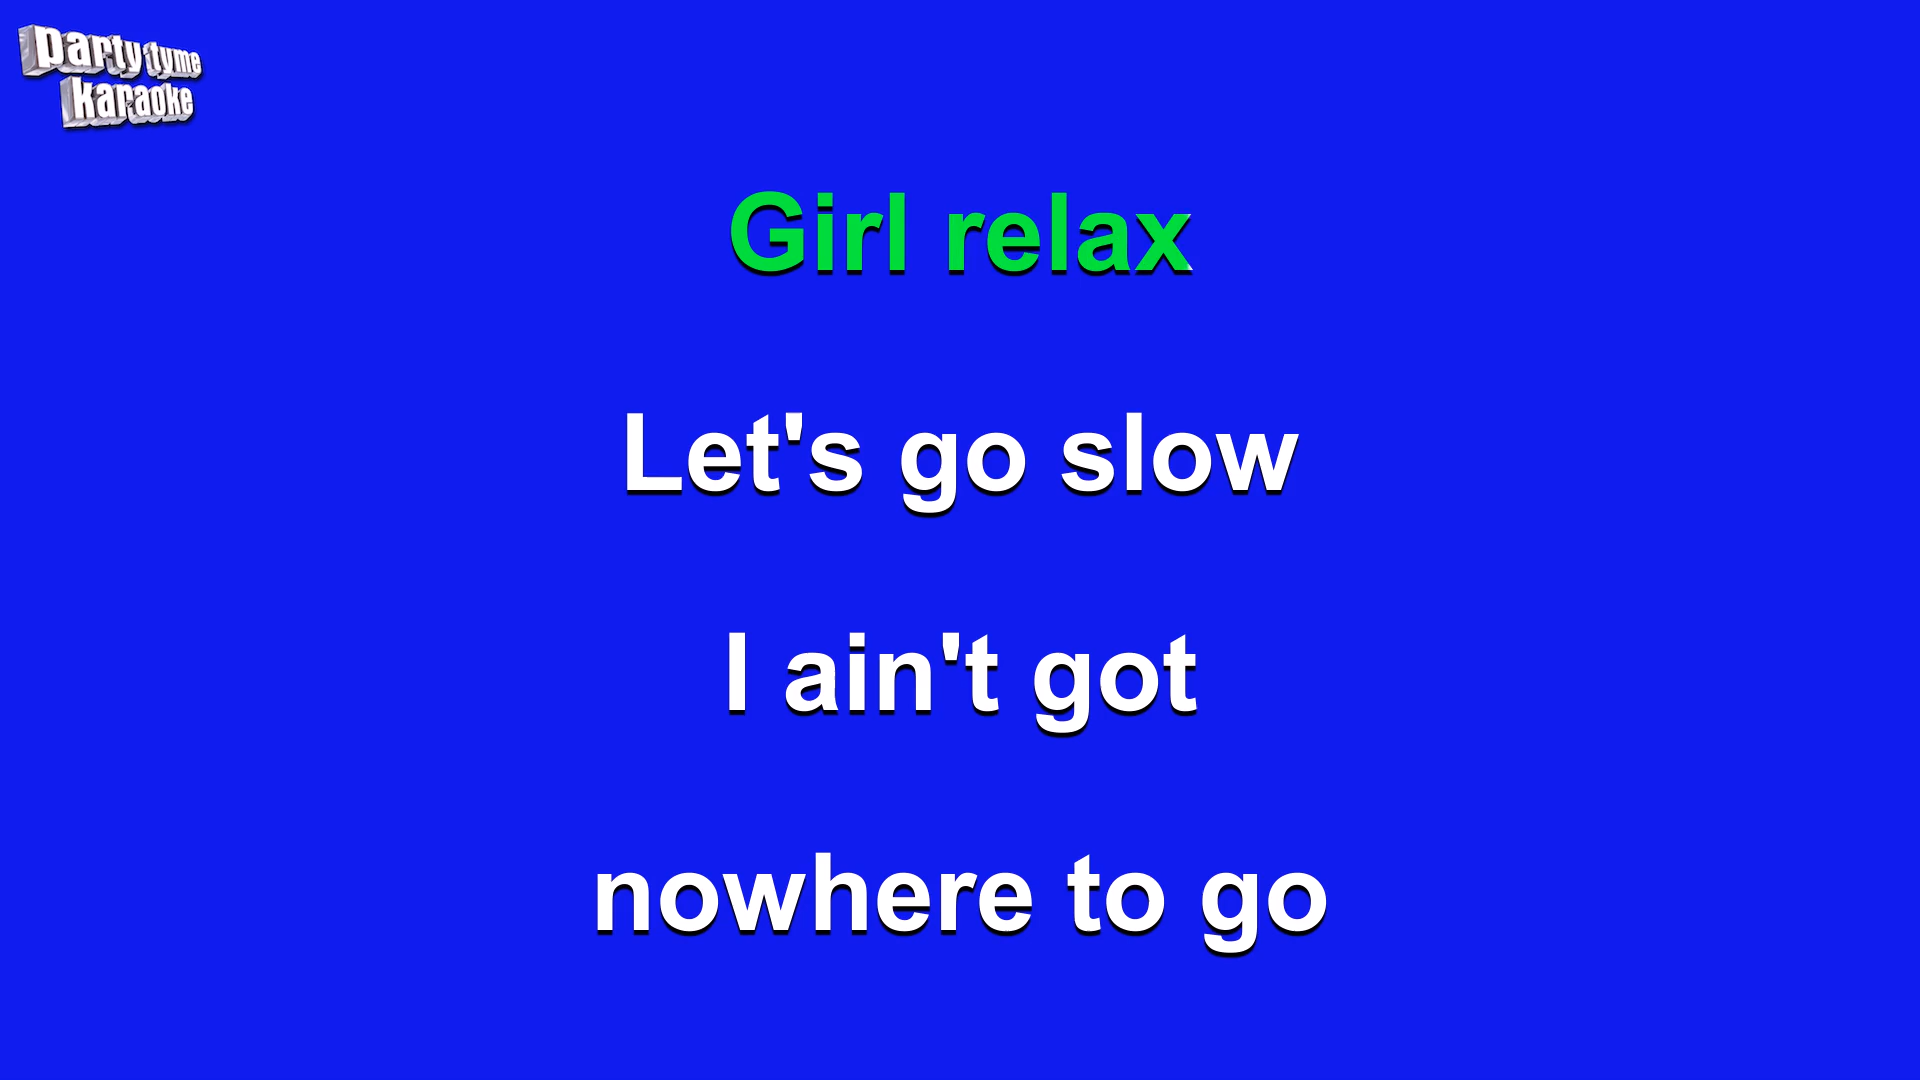 party tyme
karaoke
Girl relax
Let's go slow
I ain't got
nowhere to go